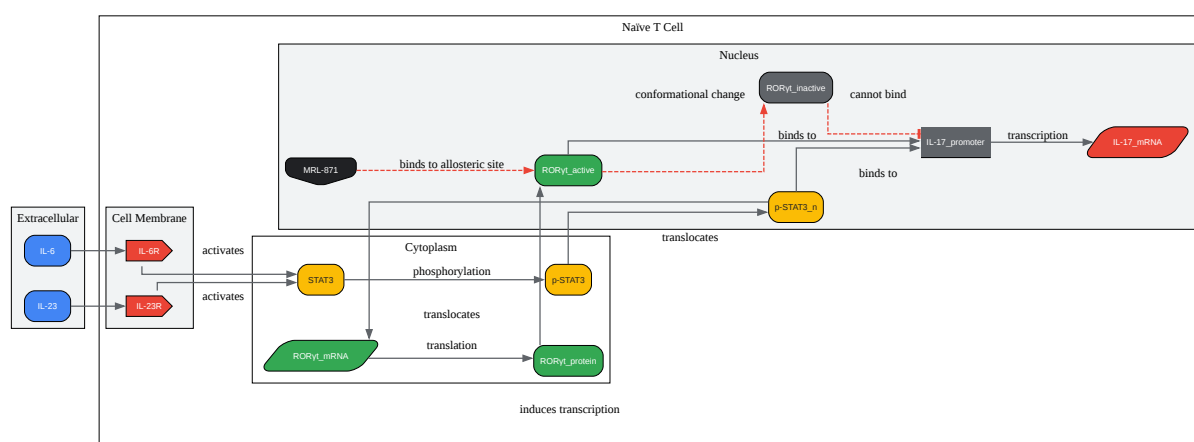 Naïve T Cell
Nucleus
RORγt_inactive
conformational change
cannot bind
binds to
IL-17_promoter
transcription
IL-17_mRNA
MRL-871
binds to allosteric site
RORγt_active
binds to
p-STAT3_n
translocates
Extracellular
Cell Membrane
IL-6
IL-6R
activates
IL-23
IL-23R
activates
Cytoplasm
STAT3
phosphorylation
p-STAT3
translocates
RORγt_mRNA
translation
RORγt_protein
induces transcription